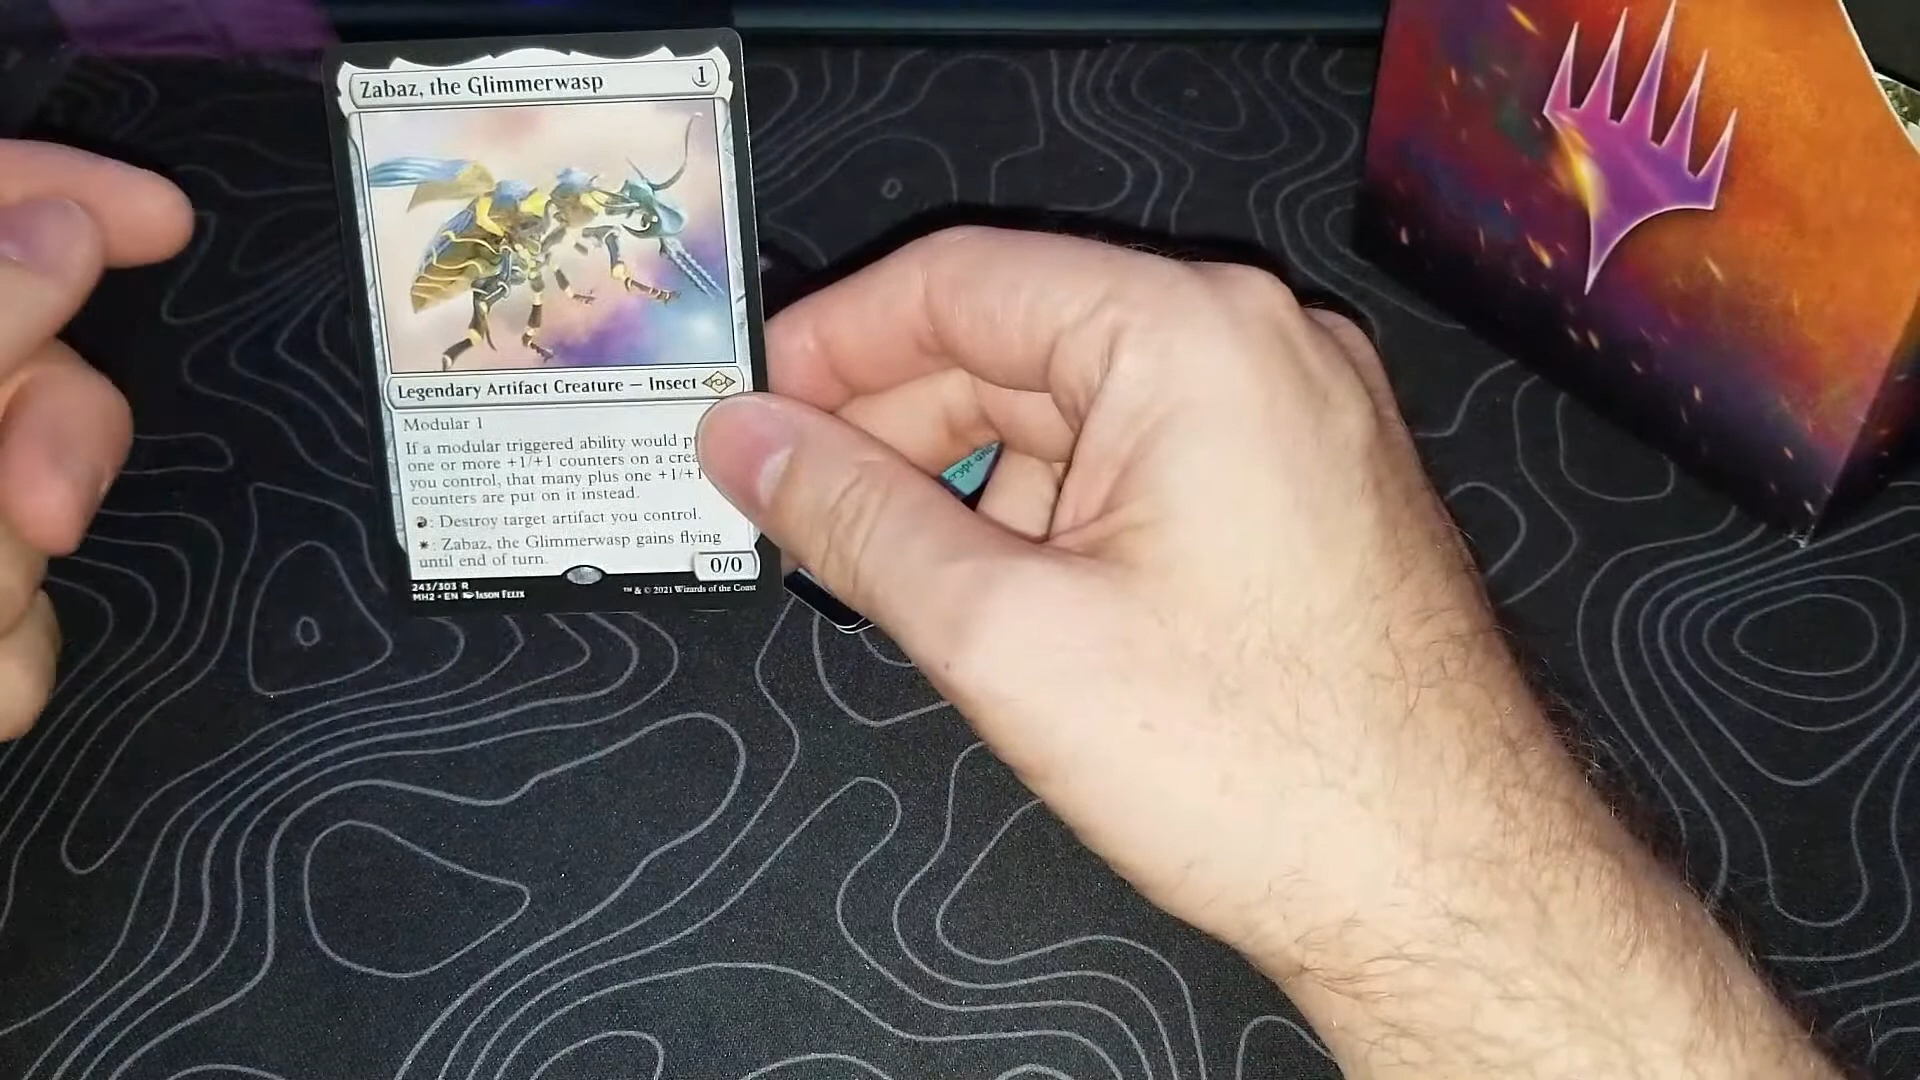 Zabaz, the Glimmerwasp 1
Legendary Artifact Creature — Insect
Modular 1
If a modular triggered ability would
one or more +1/+1 counters on a
you control, that many plus one +1/+1
counters are put on it instead.
: Destroy target artifact you control.
: Zabaz, the Glimmerwasp gains flying
until end of turn.
0/0
243/303 R
MH2 • EN Jason Felix
™ & © 2021 Wizards of the Coast